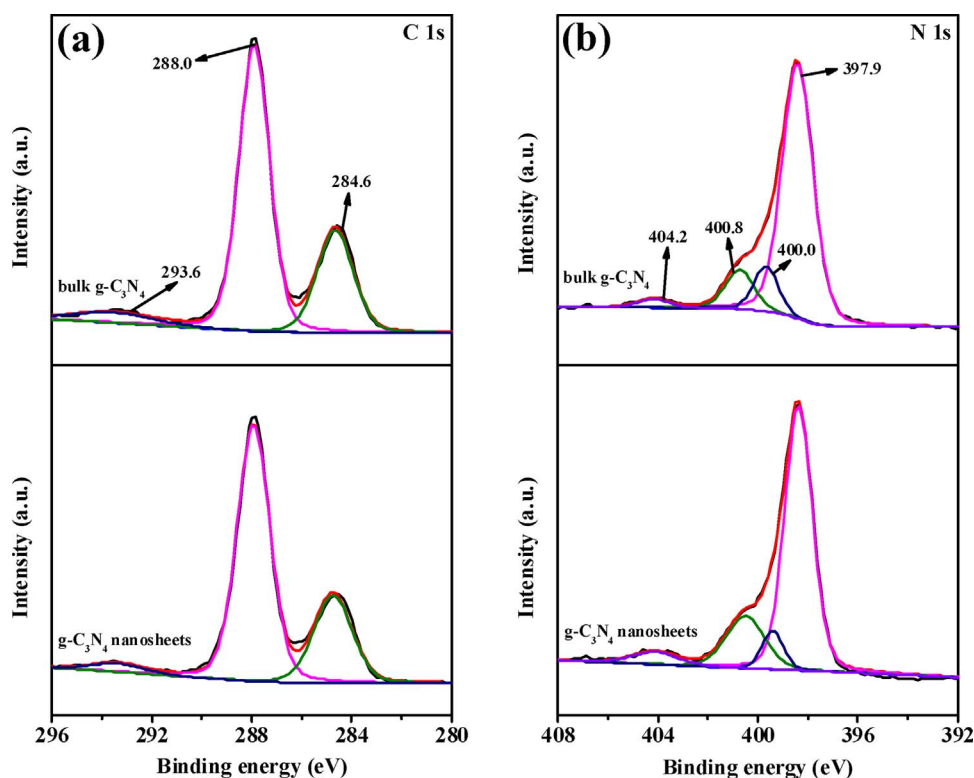 (a)
C 1s
288.0
284.6
293.6
bulk g-C₃N₄
g-C₃N₄ nanosheets
Intensity (a.u.)
Intensity (a.u.)
296 292 288 284 280
Binding energy (eV)
(b)
N 1s
397.9
404.2
400.8
400.0
bulk g-C₃N₄
g-C₃N₄ nanosheets
Intensity (a.u.)
Intensity (a.u.)
408 404 400 396 392
Binding energy (eV)